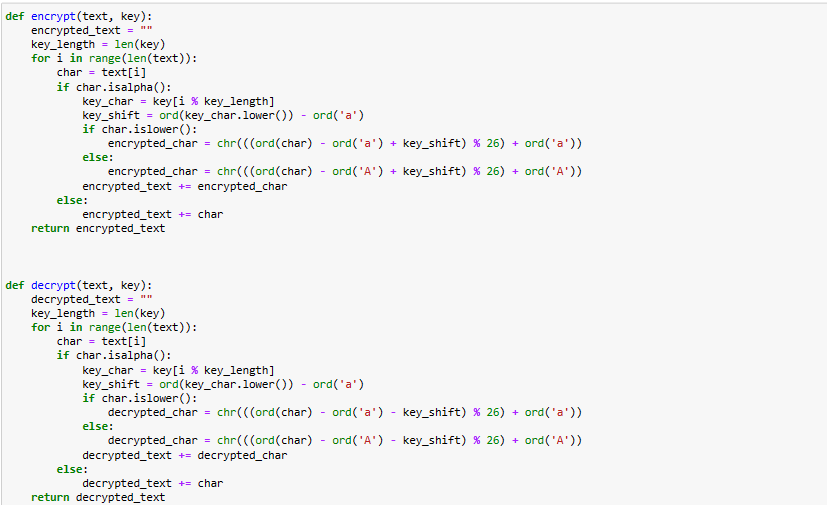 def encrypt(text, key):
    encrypted_text = ""
    key_length = len(key)
    for i in range(len(text)):
        char = text[i]
        if char.isalpha():
            key_char = key[i % key_length]
            key_shift = ord(key_char.lower()) - ord('a')
            if char.islower():
                encrypted_char = chr(((ord(char) - ord('a') + key_shift) % 26) + ord('a'))
            else:
                encrypted_char = chr(((ord(char) - ord('A') + key_shift) % 26) + ord('A'))
            encrypted_text += encrypted_char
        else:
            encrypted_text += char
    return encrypted_text

def decrypt(text, key):
    decrypted_text = ""
    key_length = len(key)
    for i in range(len(text)):
        char = text[i]
        if char.isalpha():
            key_char = key[i % key_length]
            key_shift = ord(key_char.lower()) - ord('a')
            if char.islower():
                decrypted_char = chr(((ord(char) - ord('a') - key_shift) % 26) + ord('a'))
            else:
                decrypted_char = chr(((ord(char) - ord('A') - key_shift) % 26) + ord('A'))
            decrypted_text += decrypted_char
        else:
            decrypted_text += char
    return decrypted_text